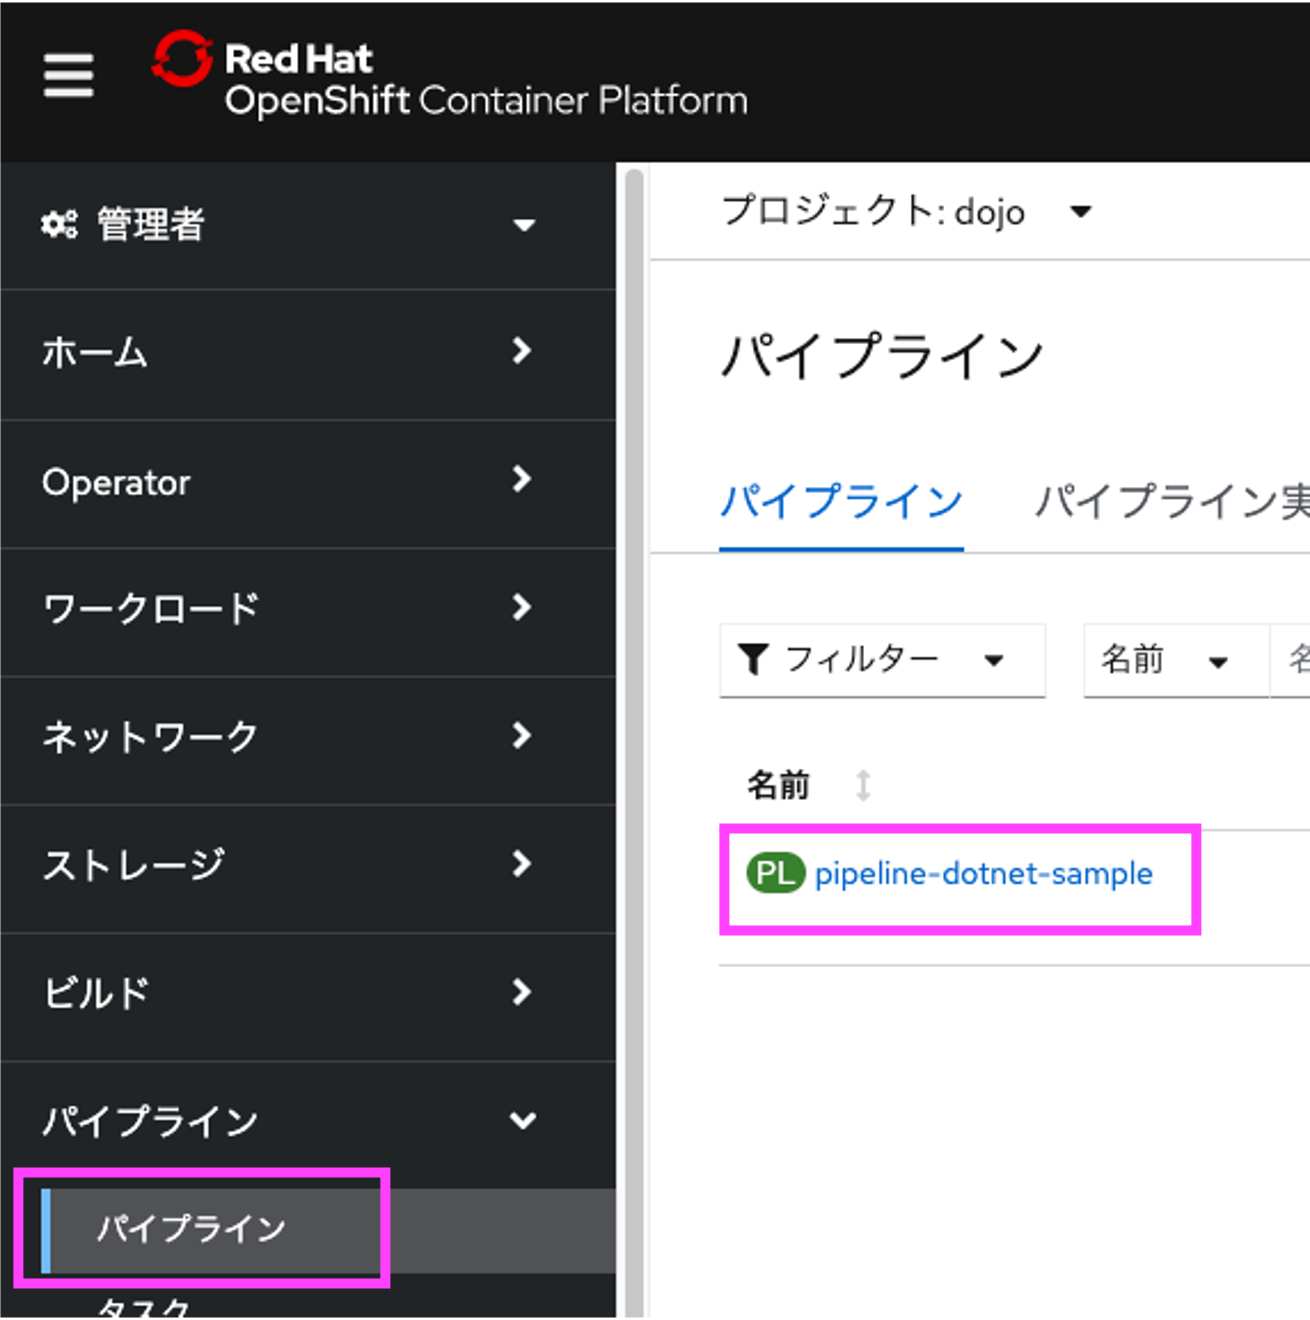 Red Hat
OpenShift Container Platform
管理者
ホーム
Operator
ワークロード
ネットワーク
ストレージ
ビルド
パイプライン
パイプライン
タスク
プロジェクト: dojo
パイプライン
パイプライン パイプライン実
フィルター 名前 名
名前
PL pipeline-dotnet-sample